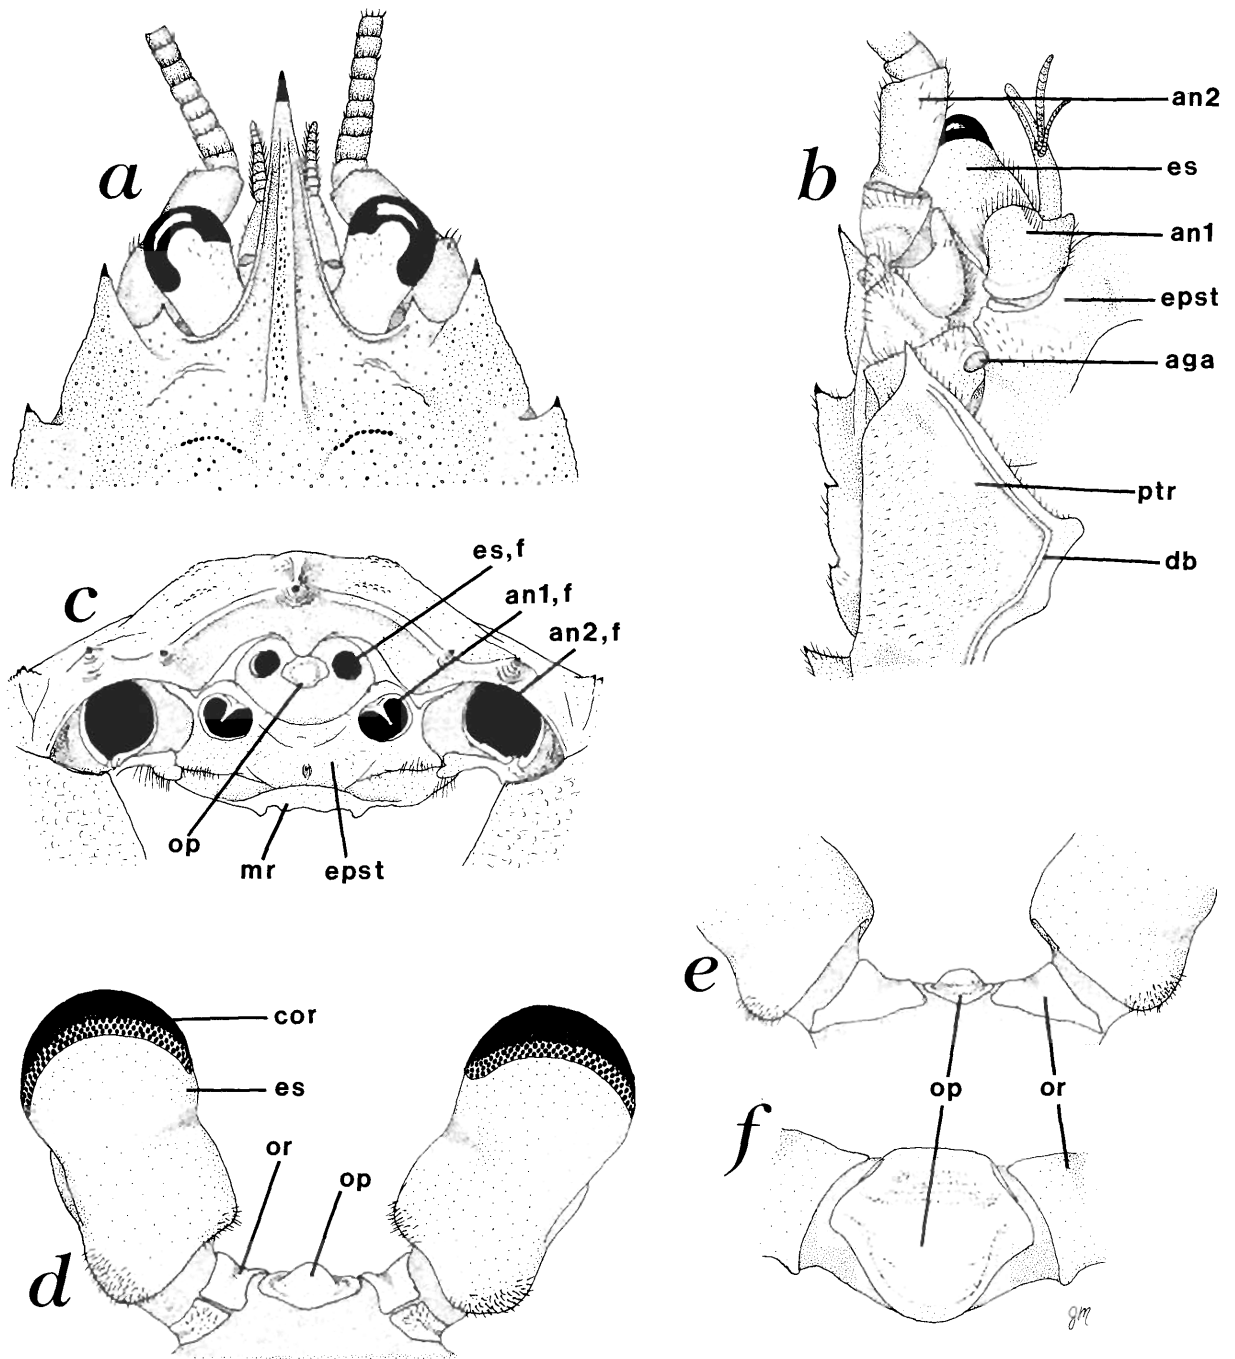 a
b
an2
es
an1
epst
aga
ptr
db
c
es,f
an1,f
an2,f
op
mr
epst
d
cor
es
or
op
e
op
or
f
gm